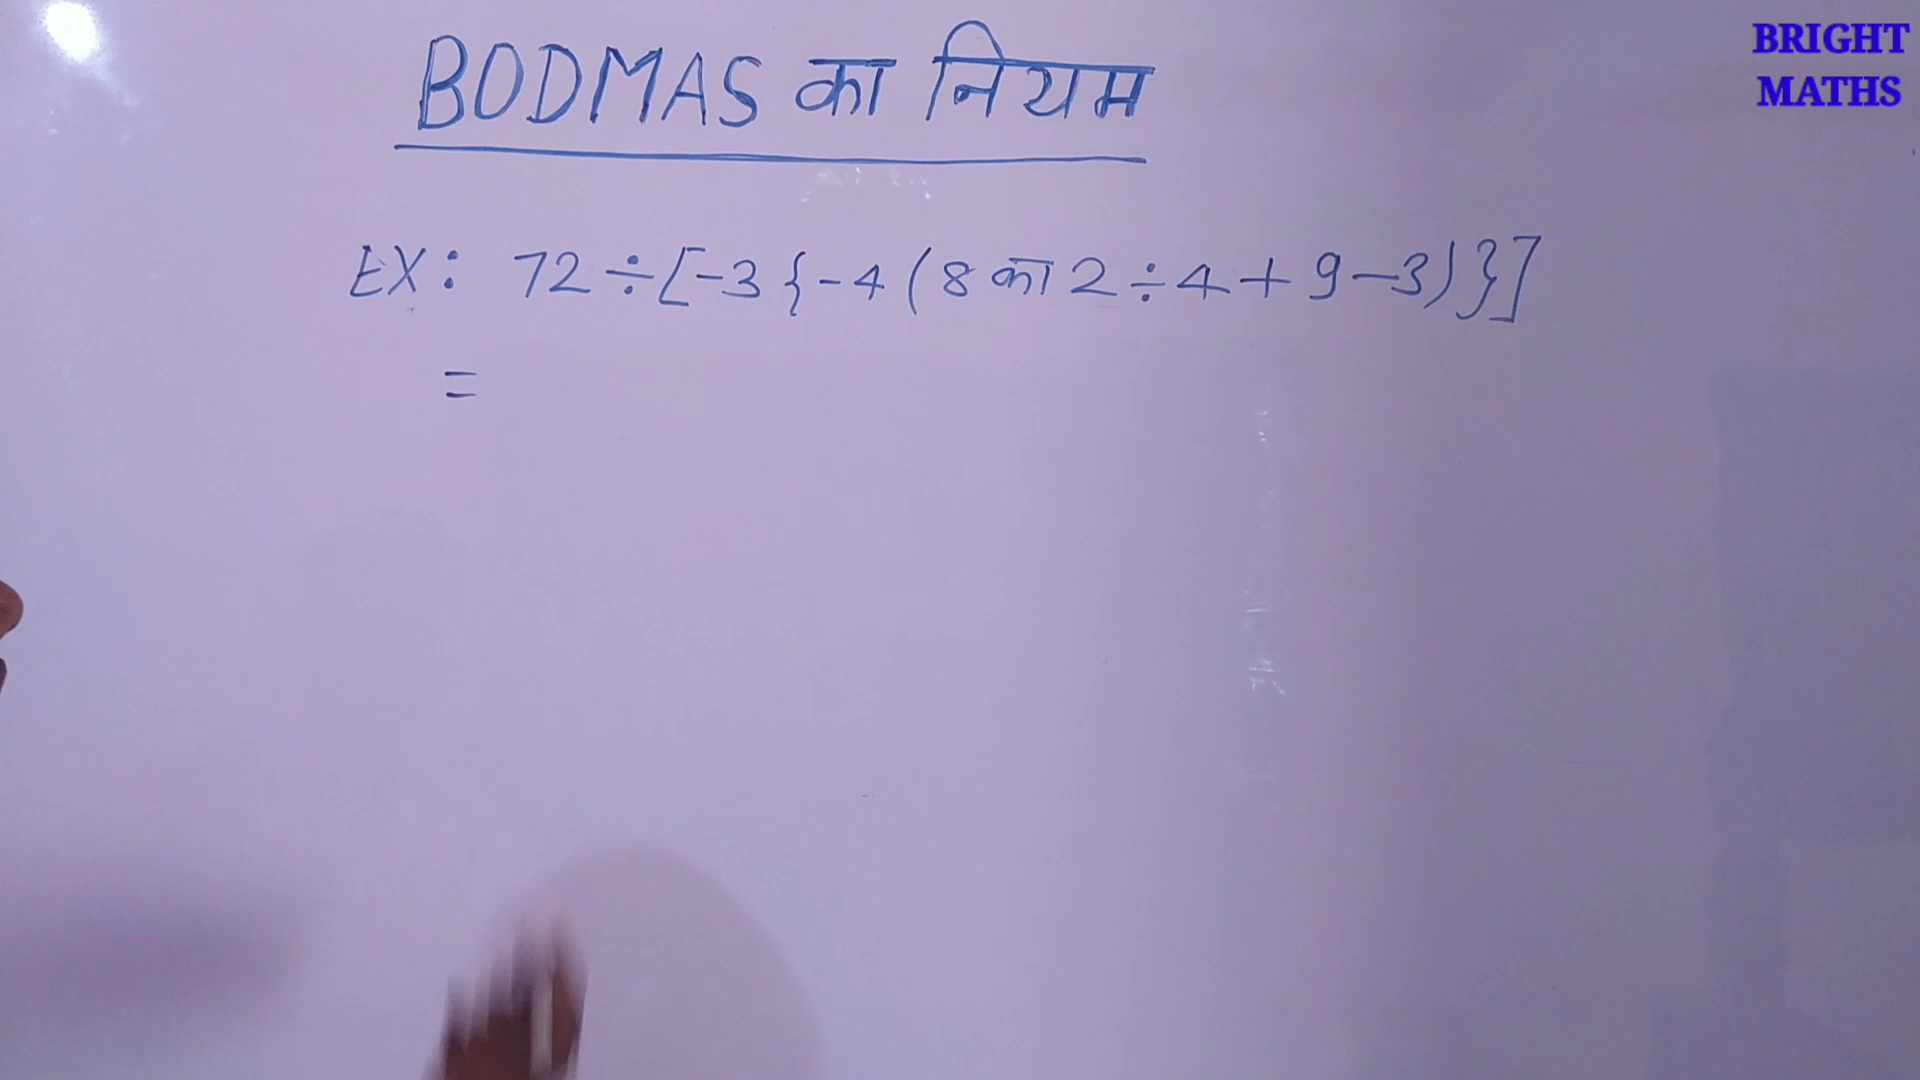 BODMAS का नियम
BRIGHT
MATHS
EX: 72 ÷ [-3 { -4 ( 8 का 2 ÷ 4 + 9 - 3 ) } ]
=